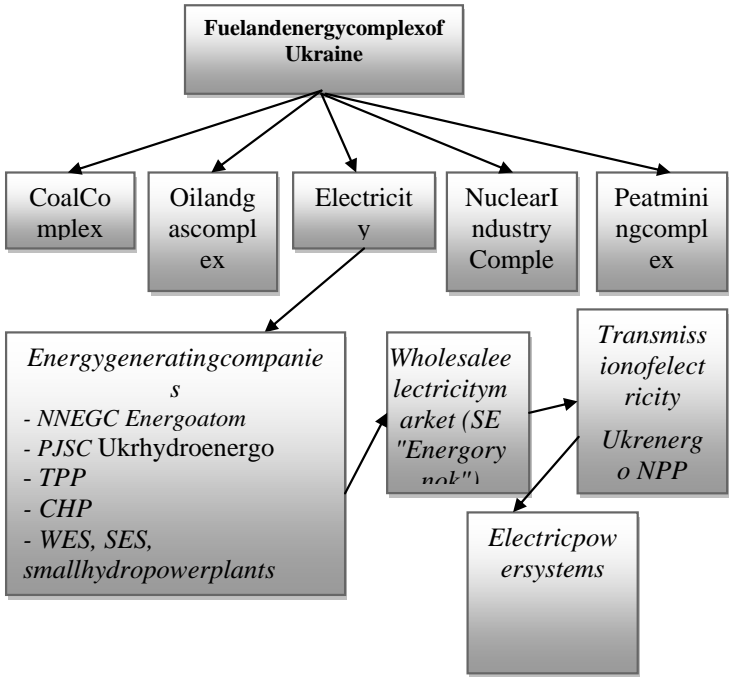 Fuelandenergycomplexof
Ukraine
CoalCo
mplex
Oilandg
ascompl
ex
Electricit
y
NuclearI
ndustry
Comple
Peatmini
ngcompl
ex
Energygeneratingcompanie
s
- NNEGC Energoatom
- PJSC Ukrhydroenergo
- TPP
- CHP
- WES, SES,
smallhydropowerplants
Wholesalee
lectricitym
arket (SE
"Energory
nok")
Transmiss
ionofelect
ricity
Ukrenerg
o NPP
Electricpow
ersystems